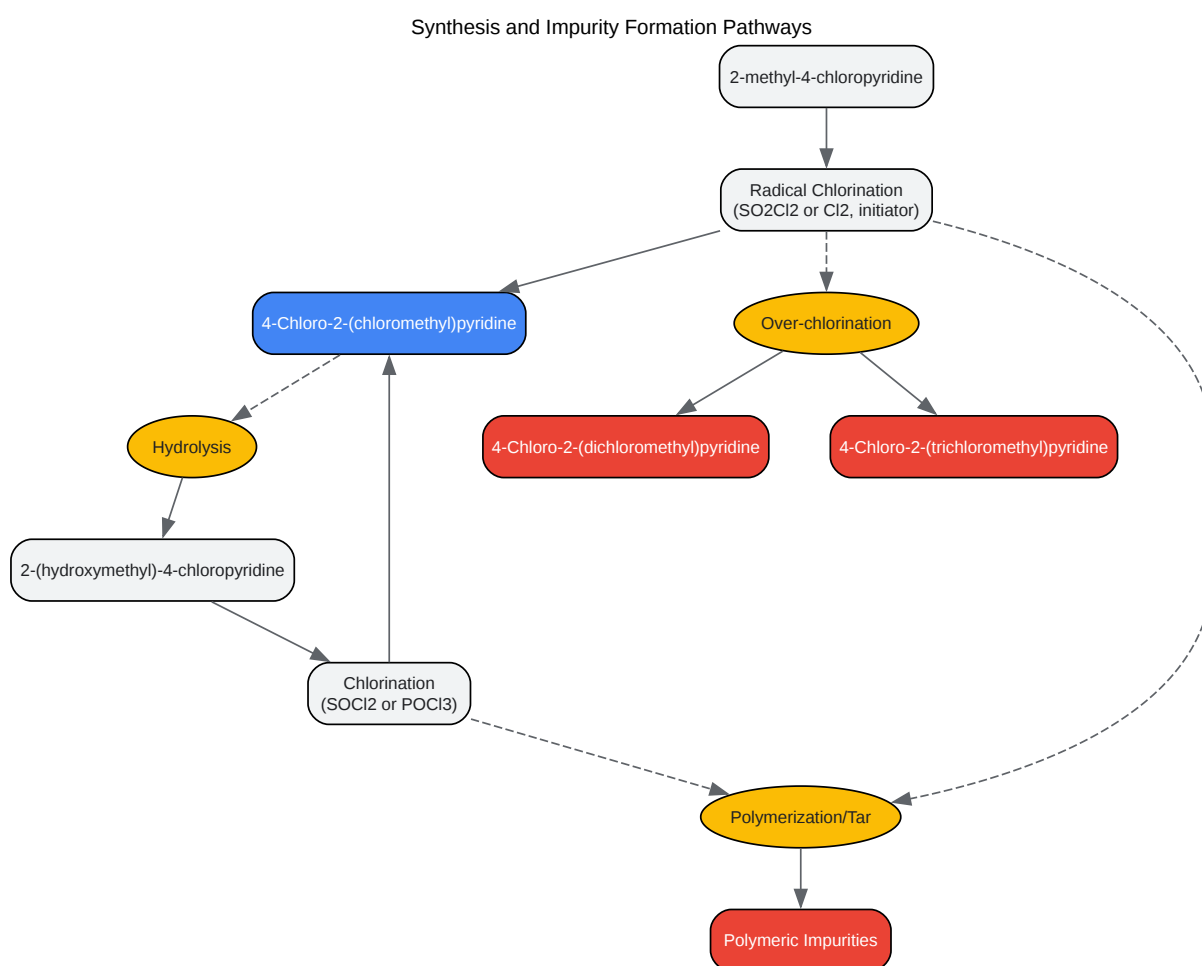 Synthesis and Impurity Formation Pathways
2-methyl-4-chloropyridine
Radical Chlorination
(SO2Cl2 or Cl2, initiator)
4-Chloro-2-(chloromethyl)pyridine
Over-chlorination
Hydrolysis
4-Chloro-2-(dichloromethyl)pyridine
4-Chloro-2-(trichloromethyl)pyridine
2-(hydroxymethyl)-4-chloropyridine
Chlorination
(SOCl2 or POCl3)
Polymerization/Tar
Polymeric Impurities